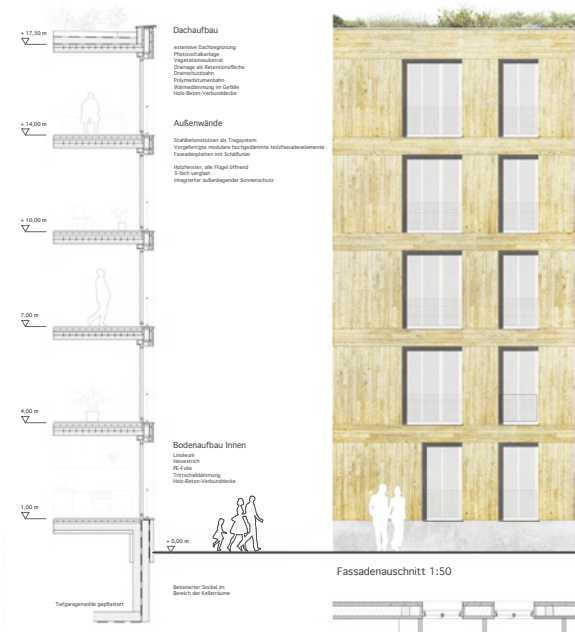 + 17,50 m
Dachaufbau
extensive Dachbegrünung
Photovoltaikanlage
Vegetationssubstrat
Drainage als Retentionsfläche
Drainschutzbahn
Polymerbitumenbahn
Wärmedämmung im Gefälle
Holz-Beton-Verbunddecke
+ 14,00 m
Außenwände
Stahlbetonstützen als Tragsystem
Vorgefertigte modulare hochgedämmte Holzfassadenelemente
Fassadenplatten mit Schälfunier
Holzfenster, alle Flügel öffnend
3-fach verglast
integrierter außenliegender Sonnenschutz
+ 10,00 m
7,00 m
4,00 m
Bodenaufbau Innen
Linoleum
Heizestrich
PE-Folie
Trittschalldämmung
Holz-Beton-Verbunddecke
1,00 m
+ 0,00 m
Fassadenauschnitt 1:50
Betonierter Sockel im
Bereich der Kellerräume
Tiefgaragensohle gepflastert